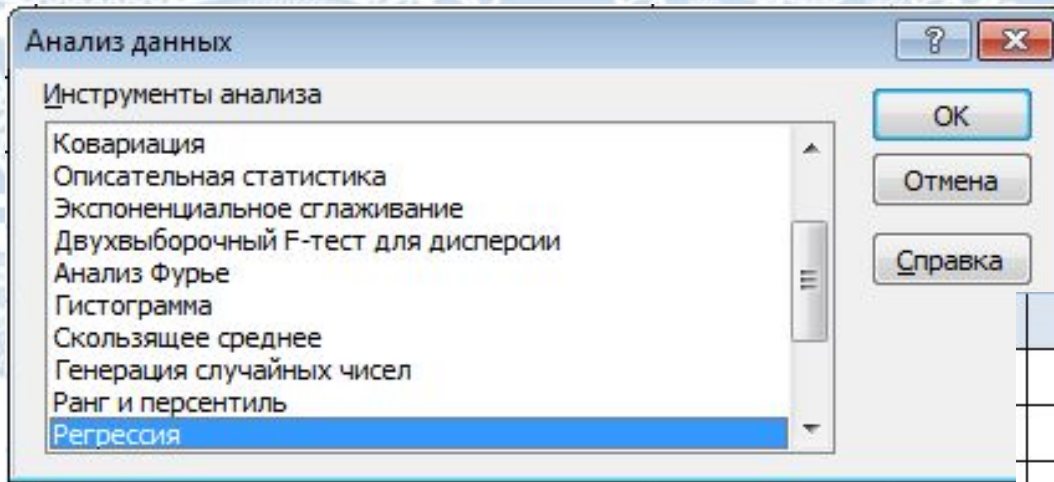 Анализ данных
?
Инструменты анализа
Ковариация
Описательная статистика
Экспоненциальное сглаживание
Двухвыборочный F-тест для дисперсии
Анализ Фурье
Гистограмма
Скользящее среднее
Генерация случайных чисел
Ранг и персентиль
Регрессия
OK
Отмена
Справка